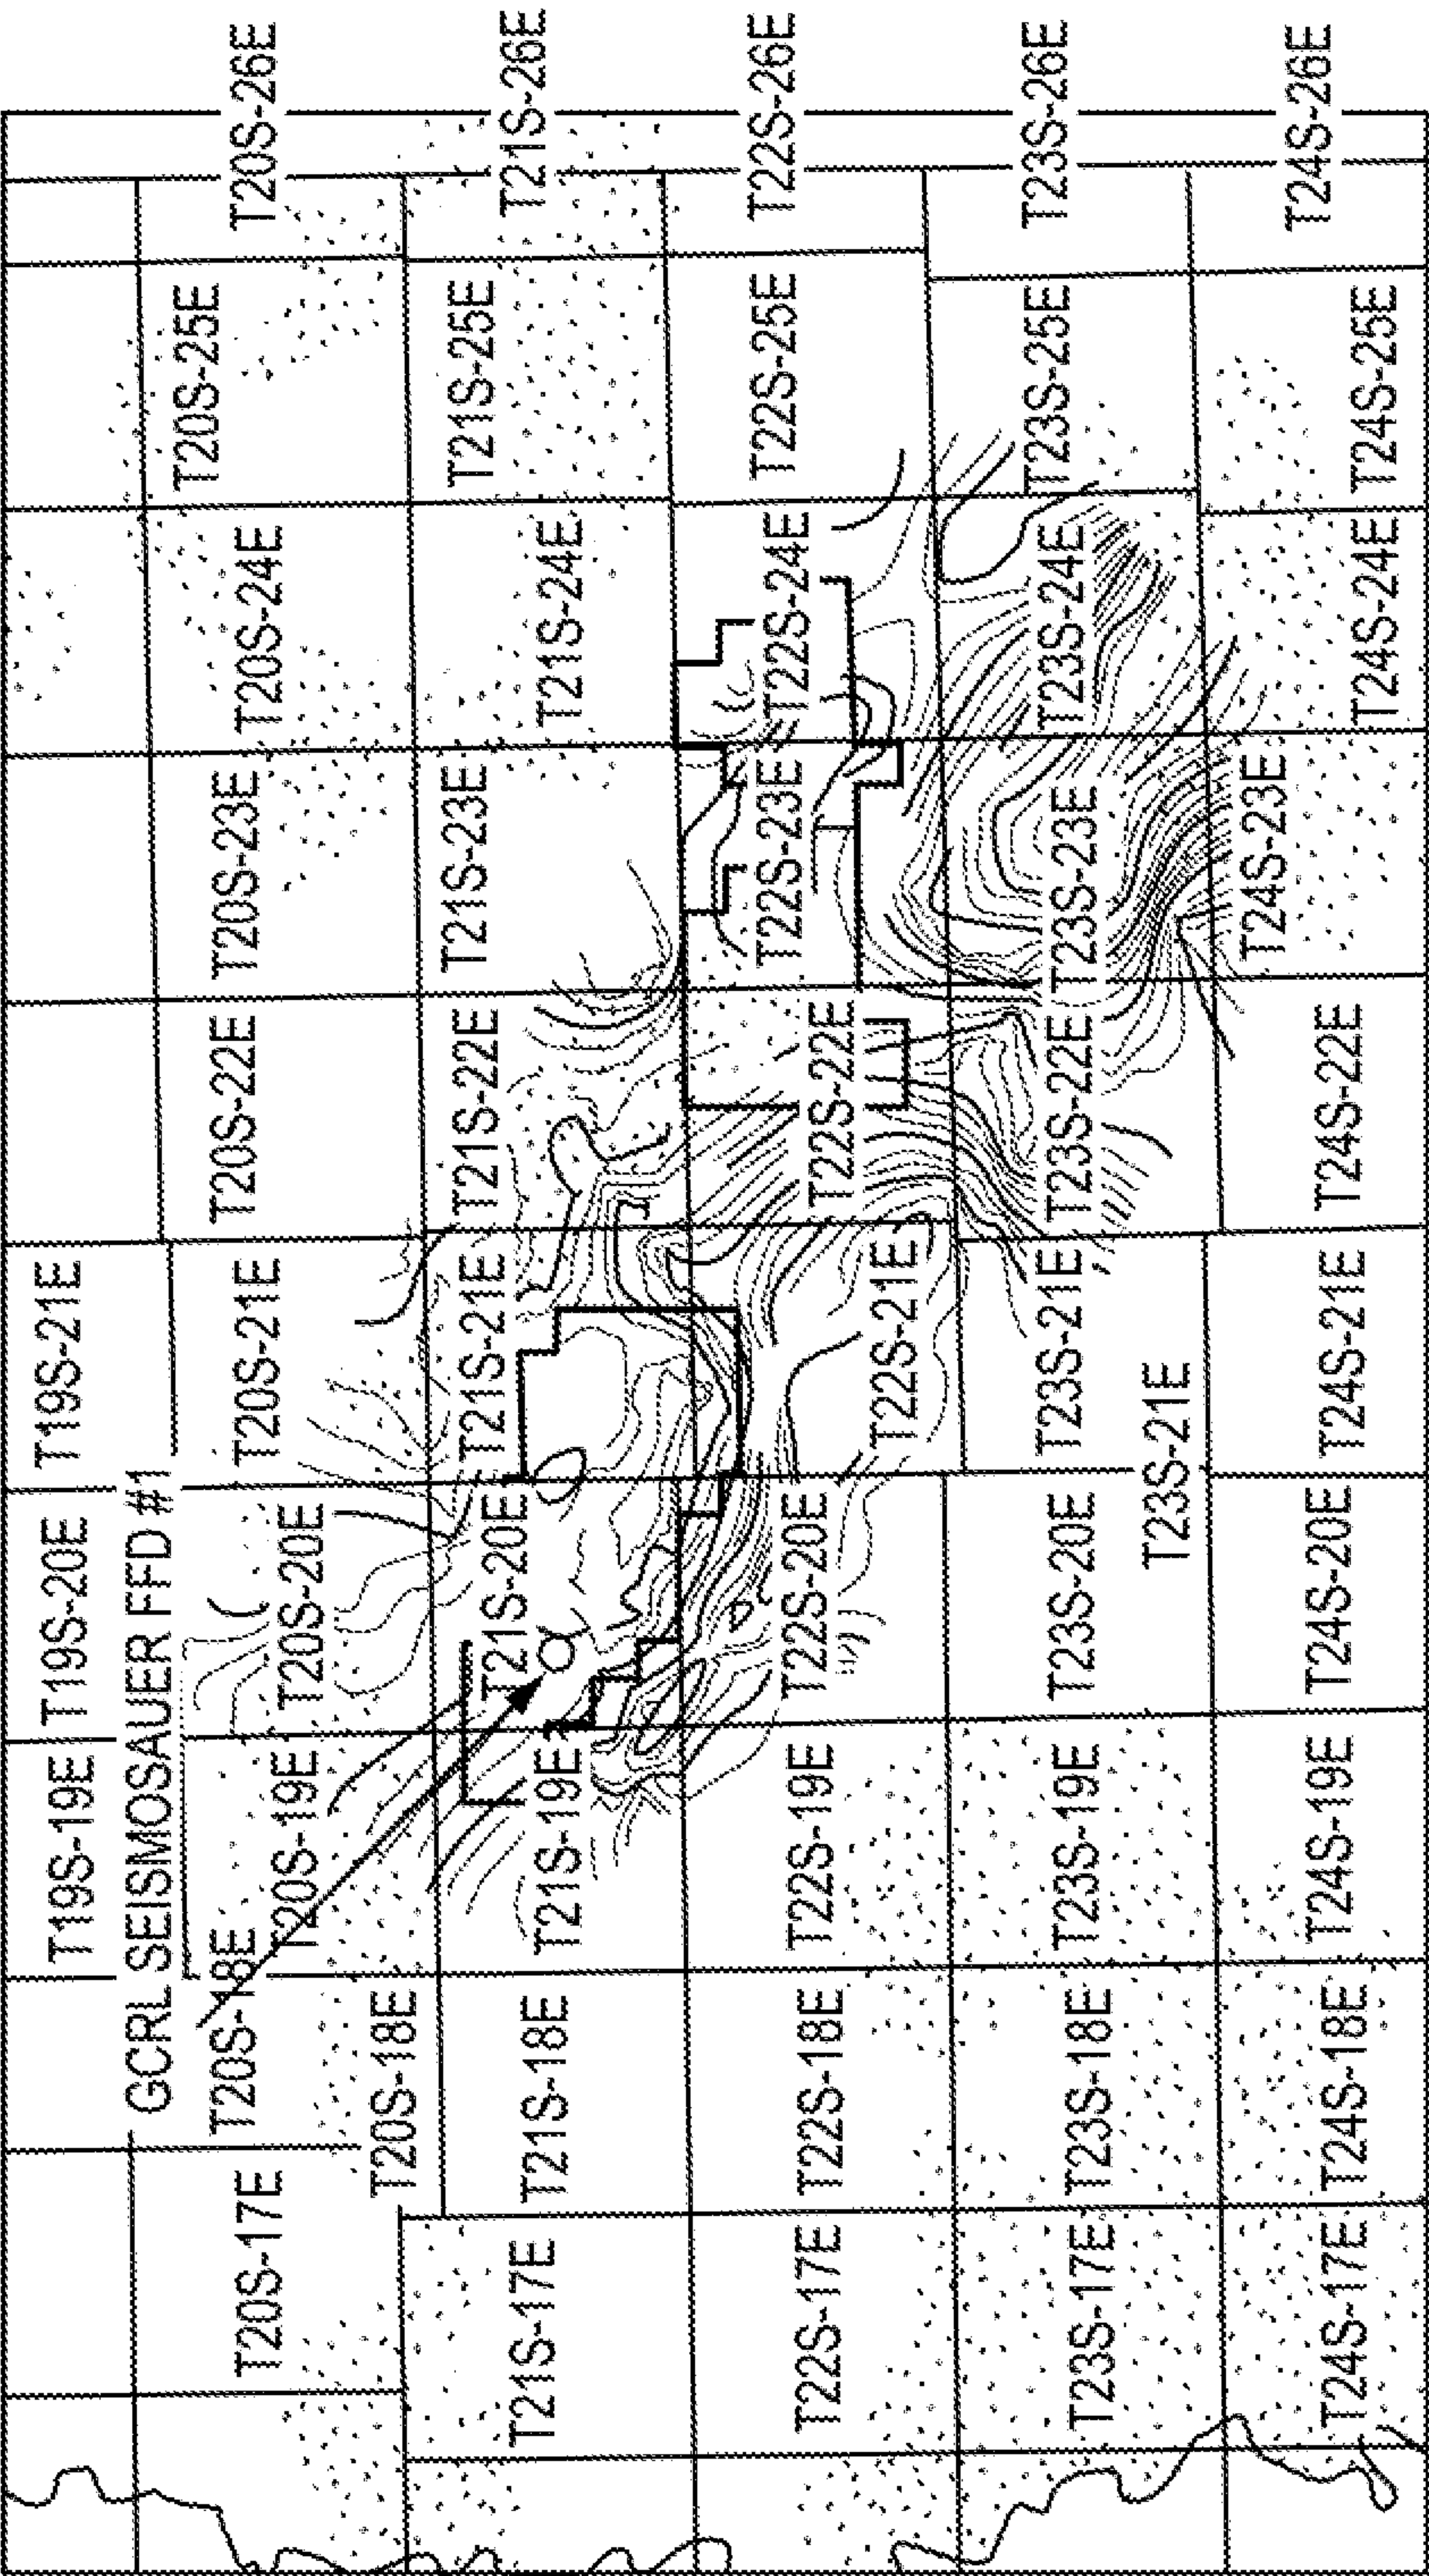 T19S-19E
T19S-20E
T19S-21E
GCRL SEISMOSAUER FFD #1
T20S-17E
T20S-18E
T20S-18E
T20S-19E
T20S-20E
T20S-21E
T20S-22E
T20S-23E
T20S-24E
T20S-25E
T20S-26E
T21S-17E
T21S-18E
T21S-19E
T21S-20E
T21S-21E
T21S-22E
T21S-23E
T21S-24E
T21S-25E
T21S-26E
T22S-17E
T22S-18E
T22S-19E
T22S-20E
T22S-21E
T22S-22E
T22S-23E
T22S-24E
T22S-25E
T22S-26E
T23S-17E
T23S-18E
T23S-19E
T23S-20E
T23S-21E
T23S-21E
T23S-22E
T23S-23E
T23S-24E
T23S-25E
T23S-26E
T24S-17E
T24S-18E
T24S-19E
T24S-20E
T24S-21E
T24S-22E
T24S-23E
T24S-24E
T24S-25E
T24S-26E